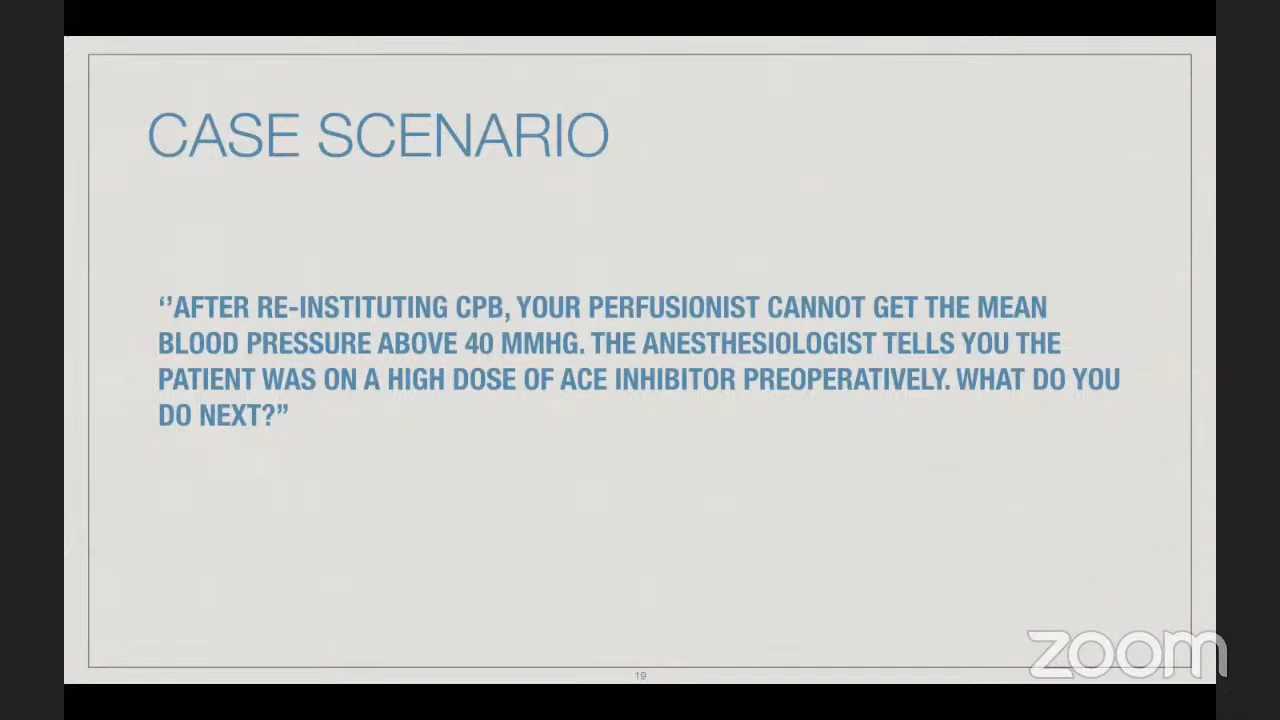 CASE SCENARIO
‘’AFTER RE-INSTITUTING CPB, YOUR PERFUSIONIST CANNOT GET THE MEAN
BLOOD PRESSURE ABOVE 40 MMHG. THE ANESTHESIOLOGIST TELLS YOU THE
PATIENT WAS ON A HIGH DOSE OF ACE INHIBITOR PREOPERATIVELY. WHAT DO YOU
DO NEXT?”
zoom
19